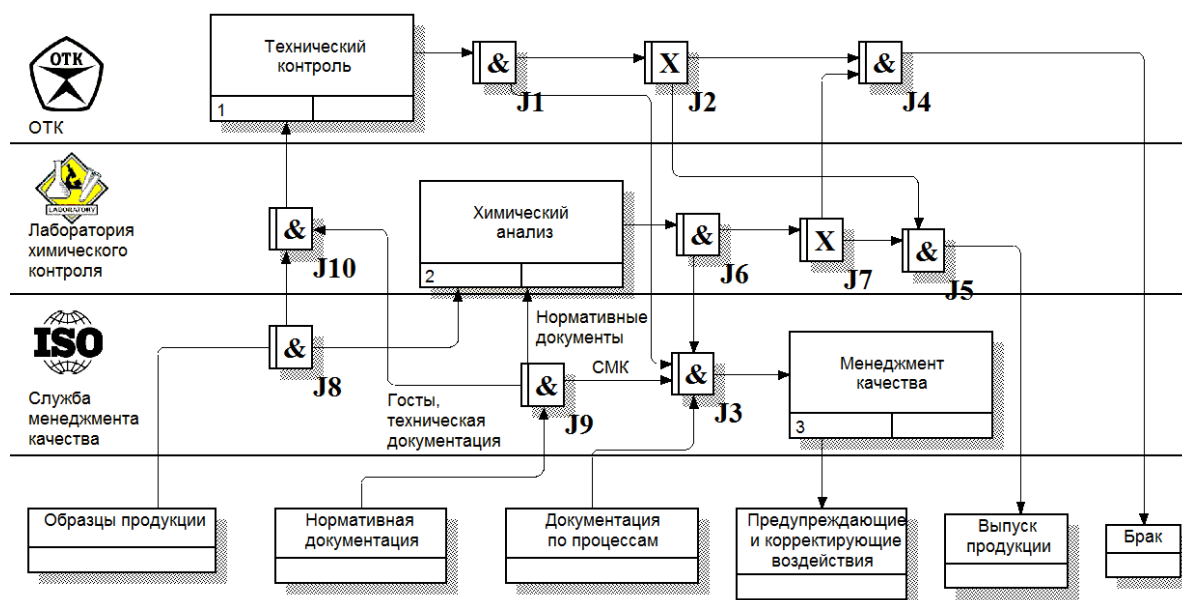 Технический
контроль
1
&
J1
X
J2
&
J4
ОТК
ОТК
LABORATORY
Лаборатория
химического
контроля
&
J10
Химический
анализ
2
&
J6
X
J7
&
J5
ISO
Служба
менеджмента
качества
&
J8
Госты,
техническая
документация
Нормативные
документы
&
J9
СМК
&
J3
Менеджмент
качества
3
Образцы продукции
Нормативная
документация
Документация
по процессам
Предупреждающие
и корректирующие
воздействия
Выпуск
продукции
Брак